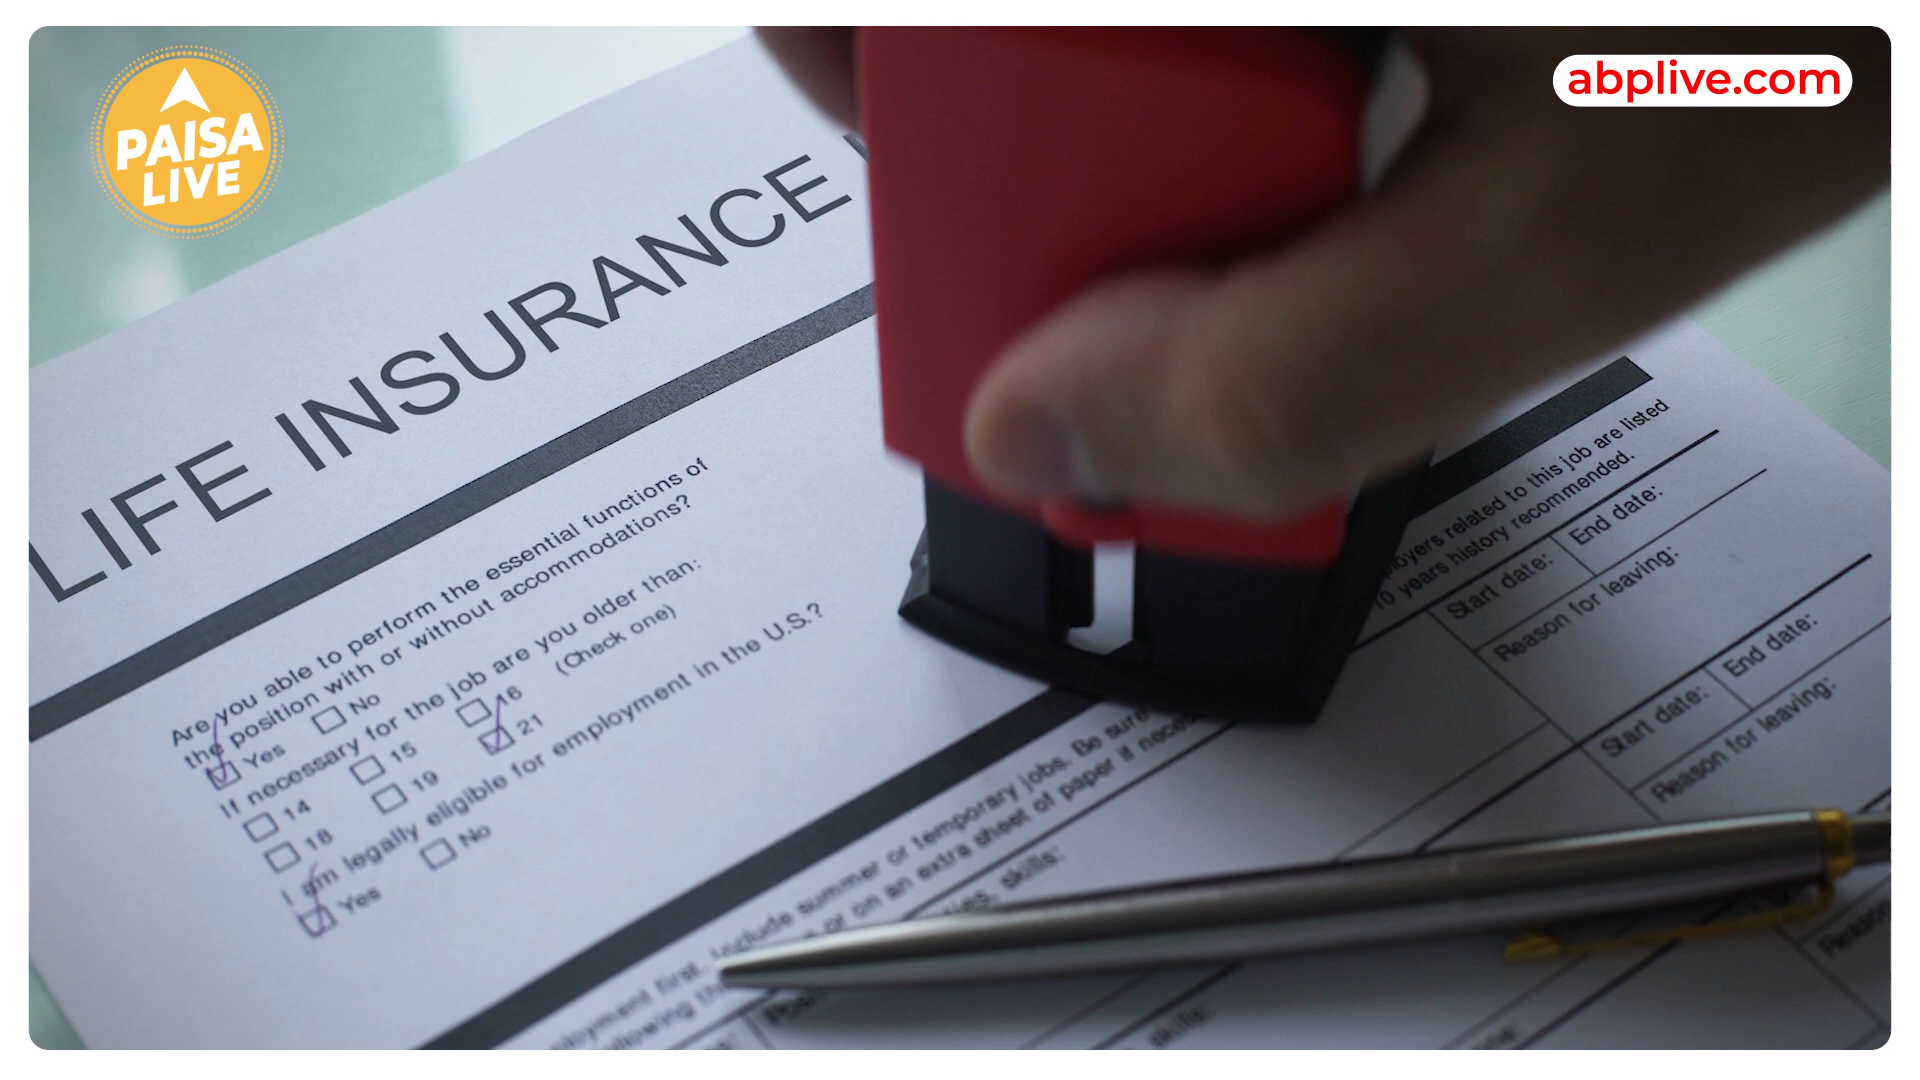 PAISA
LIVE
abplive.com
LIFE INSURANCE
Are you able to perform the essential functions of
the position with or without accommodations?
Yes No
If necessary for the job are you older than:
(Check one)
14 15 16
18 19 21
I am legally eligible for employment in the U.S.?
Yes No
related to this job are listed
10 years history recommended.
Start date: End date:
Reason for leaving:
Start date: End date:
Reason for leaving:
first. Include summer or temporary jobs. Be sure
or on an extra sheet of paper if
skills:
skills: